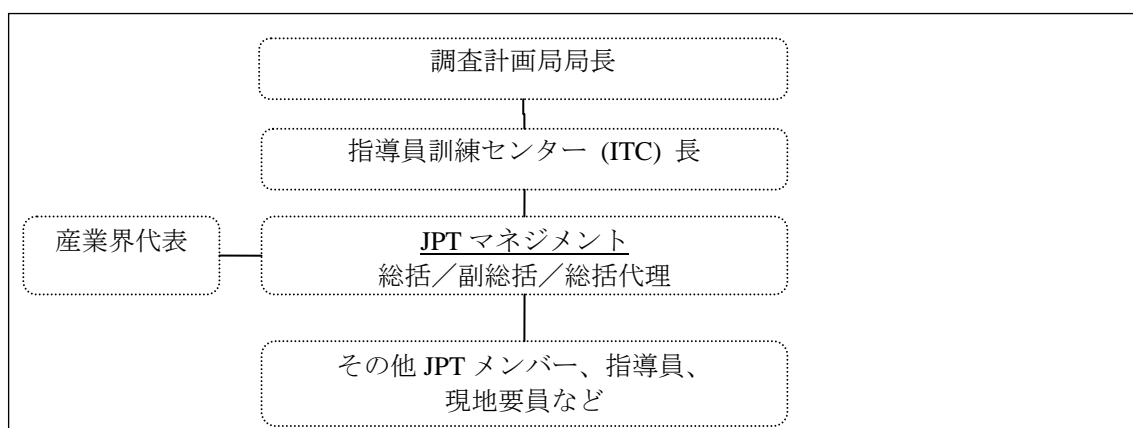 調査計画局局長
指導員訓練センター (ITC) 長
産業界代表
JPT マネジメント
総括／副総括／総括代理
その他 JPT メンバー、指導員、
現地要員など